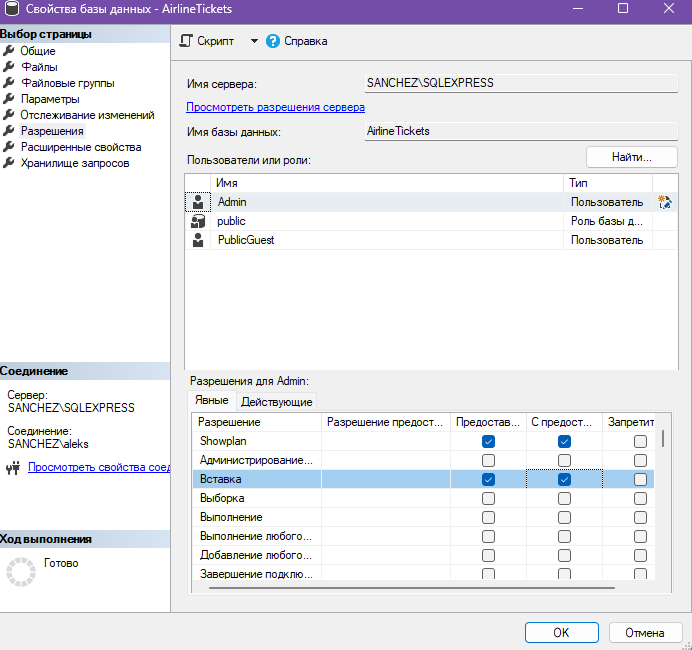 Свойства базы данных - AirlineTickets
Выбор страницы
Общие
Файлы
Файловые группы
Параметры
Отслеживание изменений
Разрешения
Расширенные свойства
Хранилище запросов
Соединение
Сервер:
SANCHEZ\SQLEXPRESS
Соединение:
SANCHEZ\aleks
Просмотреть свойства соед
Ход выполнения
Готово
Скрипт
Справка
Имя сервера:
SANCHEZ\SQLEXPRESS
Просмотреть разрешения сервера
Имя базы данных:
AirlineTickets
Пользователи или роли:
Найти...
Имя Тип
Admin Пользователь
public Роль базы д...
PublicGuest Пользователь
Разрешения для Admin:
Явные Действующие
Разрешение Разрешение предост... Предостав... С предост... Запретит
Showplan
Администрирование...
Вставка
Выборка
Выполнение
Выполнение любого...
Добавление любого...
Завершение подклю...
OK Отмена